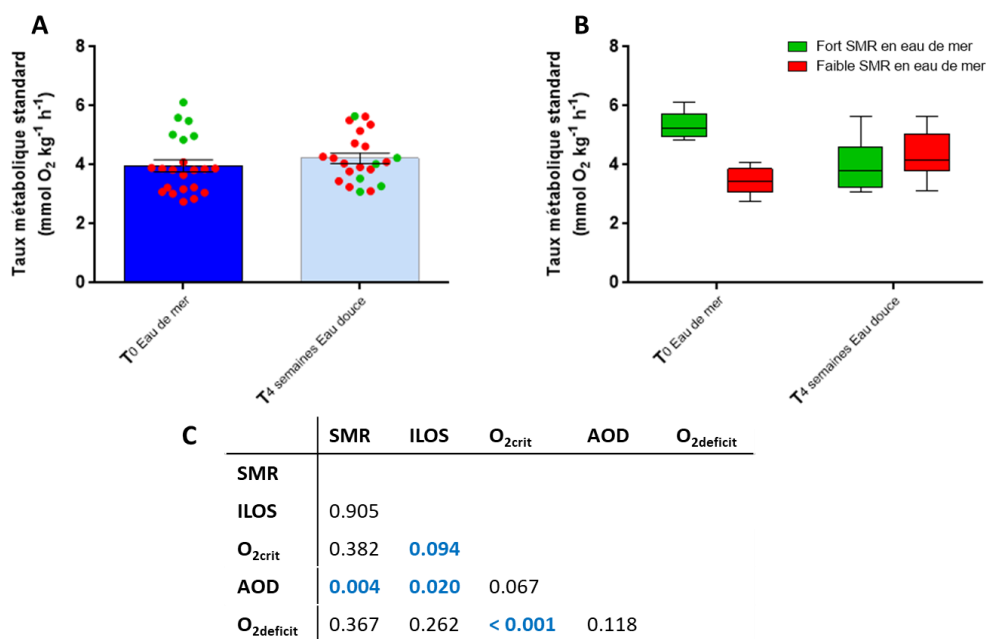 A
Taux métabolique standard
(mmol O2 kg-1 h-1)
8
6
4
2
0
T0 Eau de mer
T4 semaines Eau douce
B
Taux métabolique standard
(mmol O2 kg-1 h-1)
8
6
4
2
0
Fort SMR en eau de mer
Faible SMR en eau de mer
T0 Eau de mer
T4 semaines Eau douce
C
SMR ILOS O2crit AOD O2deficit
SMR
ILOS 0.905
O2crit 0.382 0.094
AOD 0.004 0.020 0.067
O2deficit 0.367 0.262 < 0.001 0.118